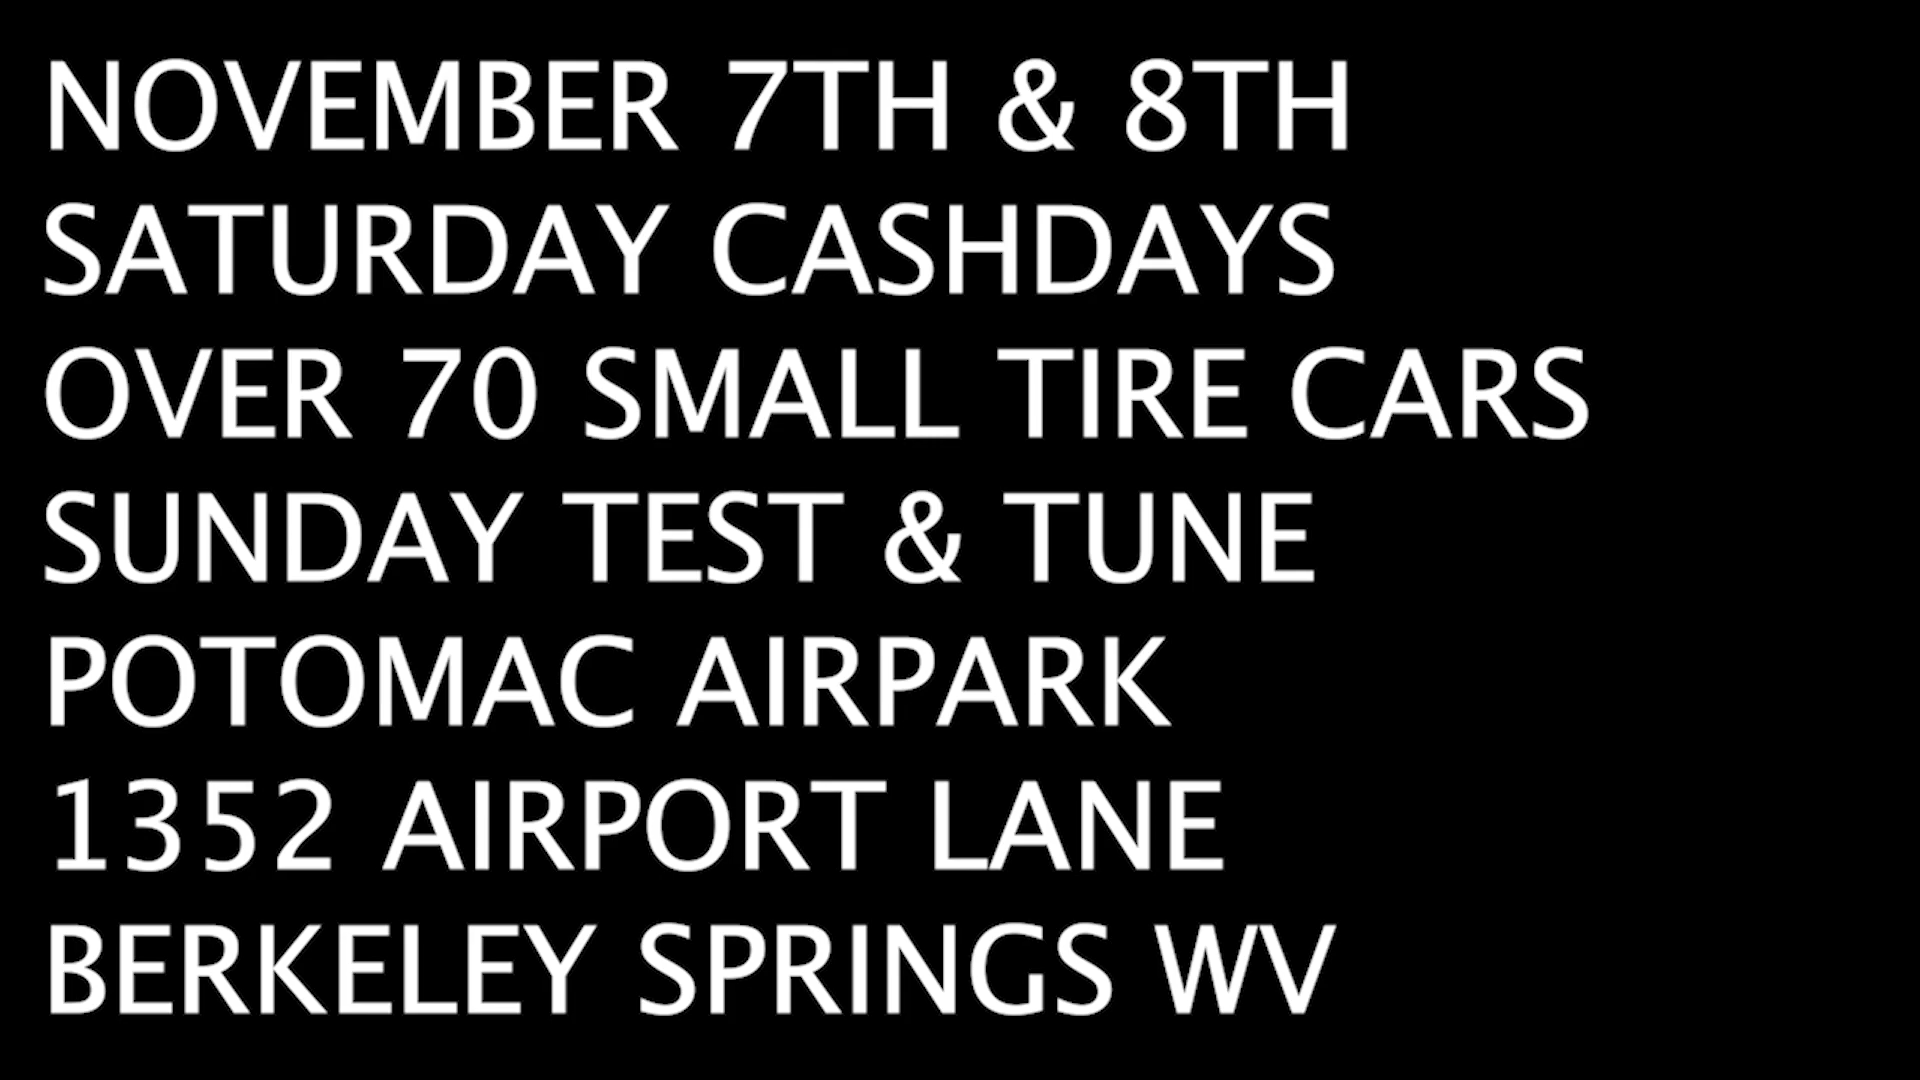 NOVEMBER 7TH & 8TH
SATURDAY CASHDAYS
OVER 70 SMALL TIRE CARS
SUNDAY TEST & TUNE
POTOMAC AIRPARK
1352 AIRPORT LANE
BERKELEY SPRINGS WV